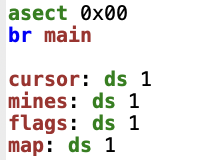 asect 0x00
br main
cursor: ds 1
mines: ds 1
flags: ds 1
map: ds 1